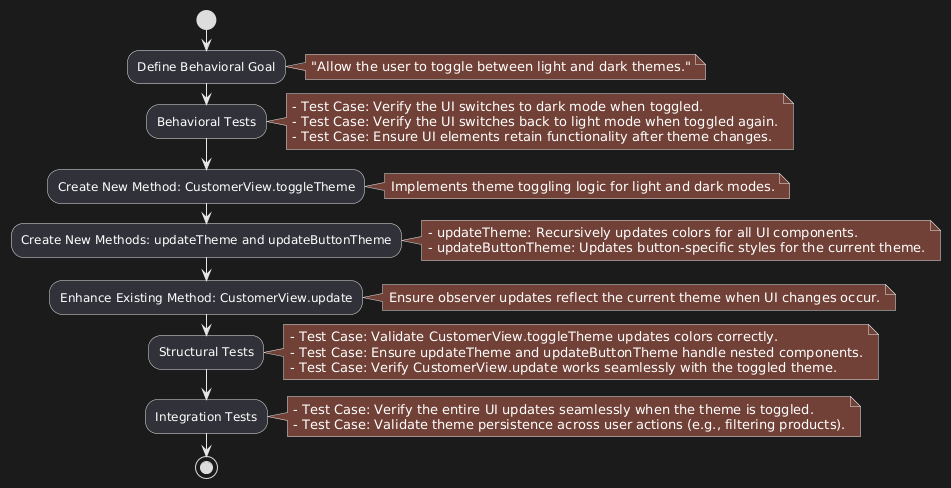 Define Behavioral Goal
"Allow the user to toggle between light and dark themes."
Behavioral Tests
- Test Case: Verify the UI switches to dark mode when toggled.
- Test Case: Verify the UI switches back to light mode when toggled again.
- Test Case: Ensure UI elements retain functionality after theme changes.
Create New Method: CustomerView.toggleTheme
Implements theme toggling logic for light and dark modes.
Create New Methods: updateTheme and updateButtonTheme
- updateTheme: Recursively updates colors for all UI components.
- updateButtonTheme: Updates button-specific styles for the current theme.
Enhance Existing Method: CustomerView.update
Ensure observer updates reflect the current theme when UI changes occur.
Structural Tests
- Test Case: Validate CustomerView.toggleTheme updates colors correctly.
- Test Case: Ensure updateTheme and updateButtonTheme handle nested components.
- Test Case: Verify CustomerView.update works seamlessly with the toggled theme.
Integration Tests
- Test Case: Verify the entire UI updates seamlessly when the theme is toggled.
- Test Case: Validate theme persistence across user actions (e.g., filtering products).